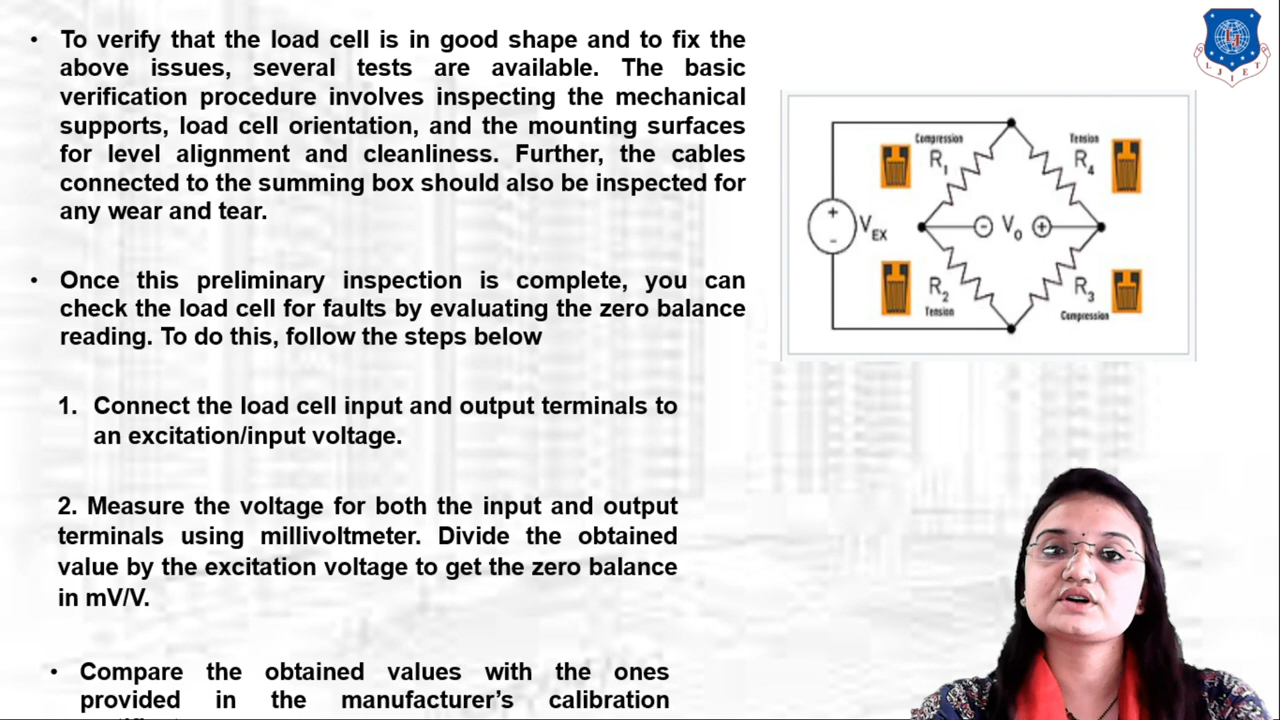 • To verify that the load cell is in good shape and to fix the
above issues, several tests are available. The basic
verification procedure involves inspecting the mechanical
supports, load cell orientation, and the mounting surfaces
for level alignment and cleanliness. Further, the cables
connected to the summing box should also be inspected for
any wear and tear.
• Once this preliminary inspection is complete, you can
check the load cell for faults by evaluating the zero balance
reading. To do this, follow the steps below
1. Connect the load cell input and output terminals to
an excitation/input voltage.
2. Measure the voltage for both the input and output
terminals using millivoltmeter. Divide the obtained
value by the excitation voltage to get the zero balance
in mV/V.
• Compare the obtained values with the ones
provided in the manufacturer's calibration
LJIET
Compression
R1
Tension
R4
+
−
VEX
− Vo +
R2
Tension
R3
Compression